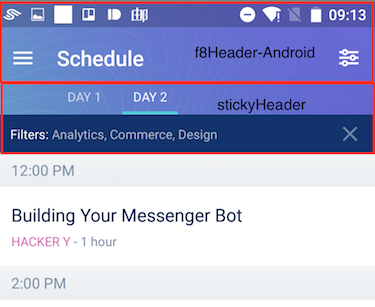 09:13
Schedule
f8Header-Android
DAY 1
DAY 2
stickyHeader
Filters: Analytics, Commerce, Design
12:00 PM
Building Your Messenger Bot
HACKER Y - 1 hour
2:00 PM